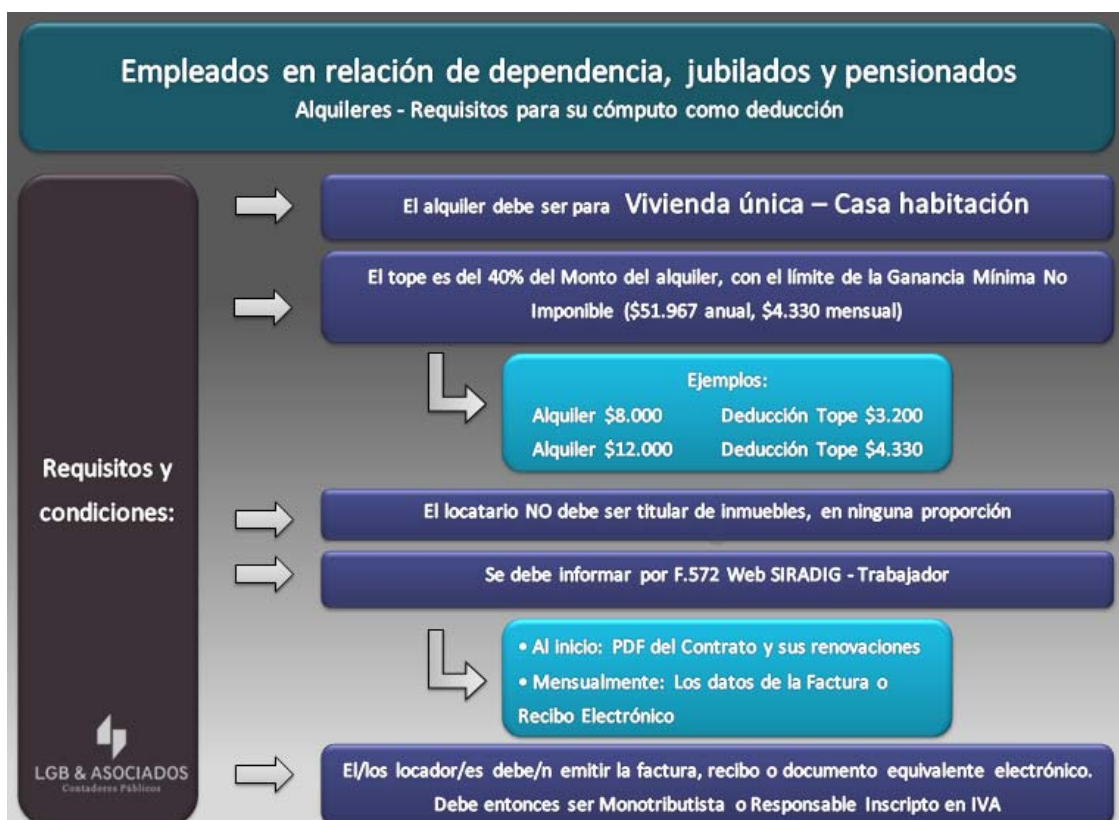 Empleados en relación de dependencia, jubilados y pensionados
Alquileres - Requisitos para su cómputo como deducción
Requisitos y
condiciones:
El alquiler debe ser para Vivienda única – Casa habitación
El tope es del 40% del Monto del alquiler, con el límite de la Ganancia Mínima No
Imponible ($51.967 anual, $4.330 mensual)
Ejemplos:
Alquiler $8.000 Deducción Tope $3.200
Alquiler $12.000 Deducción Tope $4.330
El locatario NO debe ser titular de inmuebles, en ninguna proporción
Se debe informar por F.572 Web SIRADIG - Trabajador
• Al inicio: PDF del Contrato y sus renovaciones
• Mensualmente: Los datos de la Factura o
Recibo Electrónico
El/los locador/es debe/n emitir la factura, recibo o documento equivalente electrónico.
Debe entonces ser Monotributista o Responsable Inscripto en IVA
LGB & ASOCIADOS
Contadores Públicos